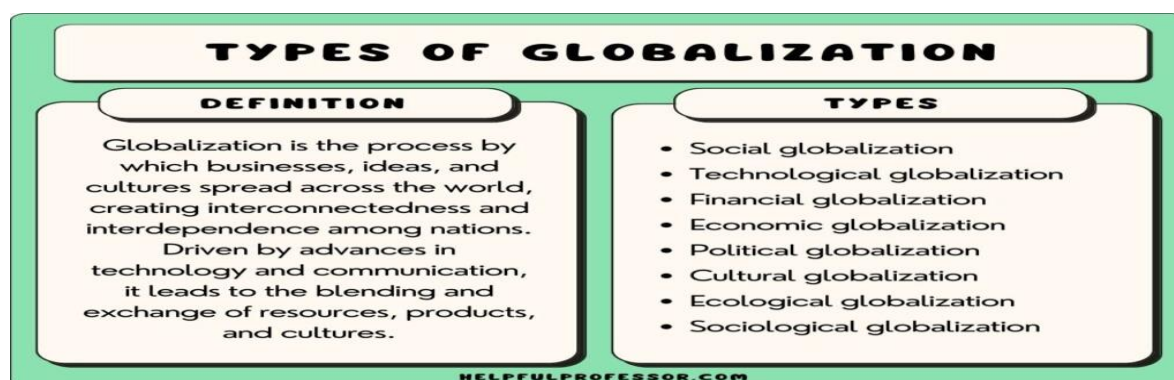 TYPES OF GLOBALIZATION
DEFINITION
Globalization is the process by
which businesses, ideas, and
cultures spread across the world,
creating interconnectedness and
interdependence among nations.
Driven by advances in
technology and communication,
it leads to the blending and
exchange of resources, products,
and cultures.
TYPES
• Social globalization
• Technological globalization
• Financial globalization
• Economic globalization
• Political globalization
• Cultural globalization
• Ecological globalization
• Sociological globalization
HELPFULPROFESSOR.COM